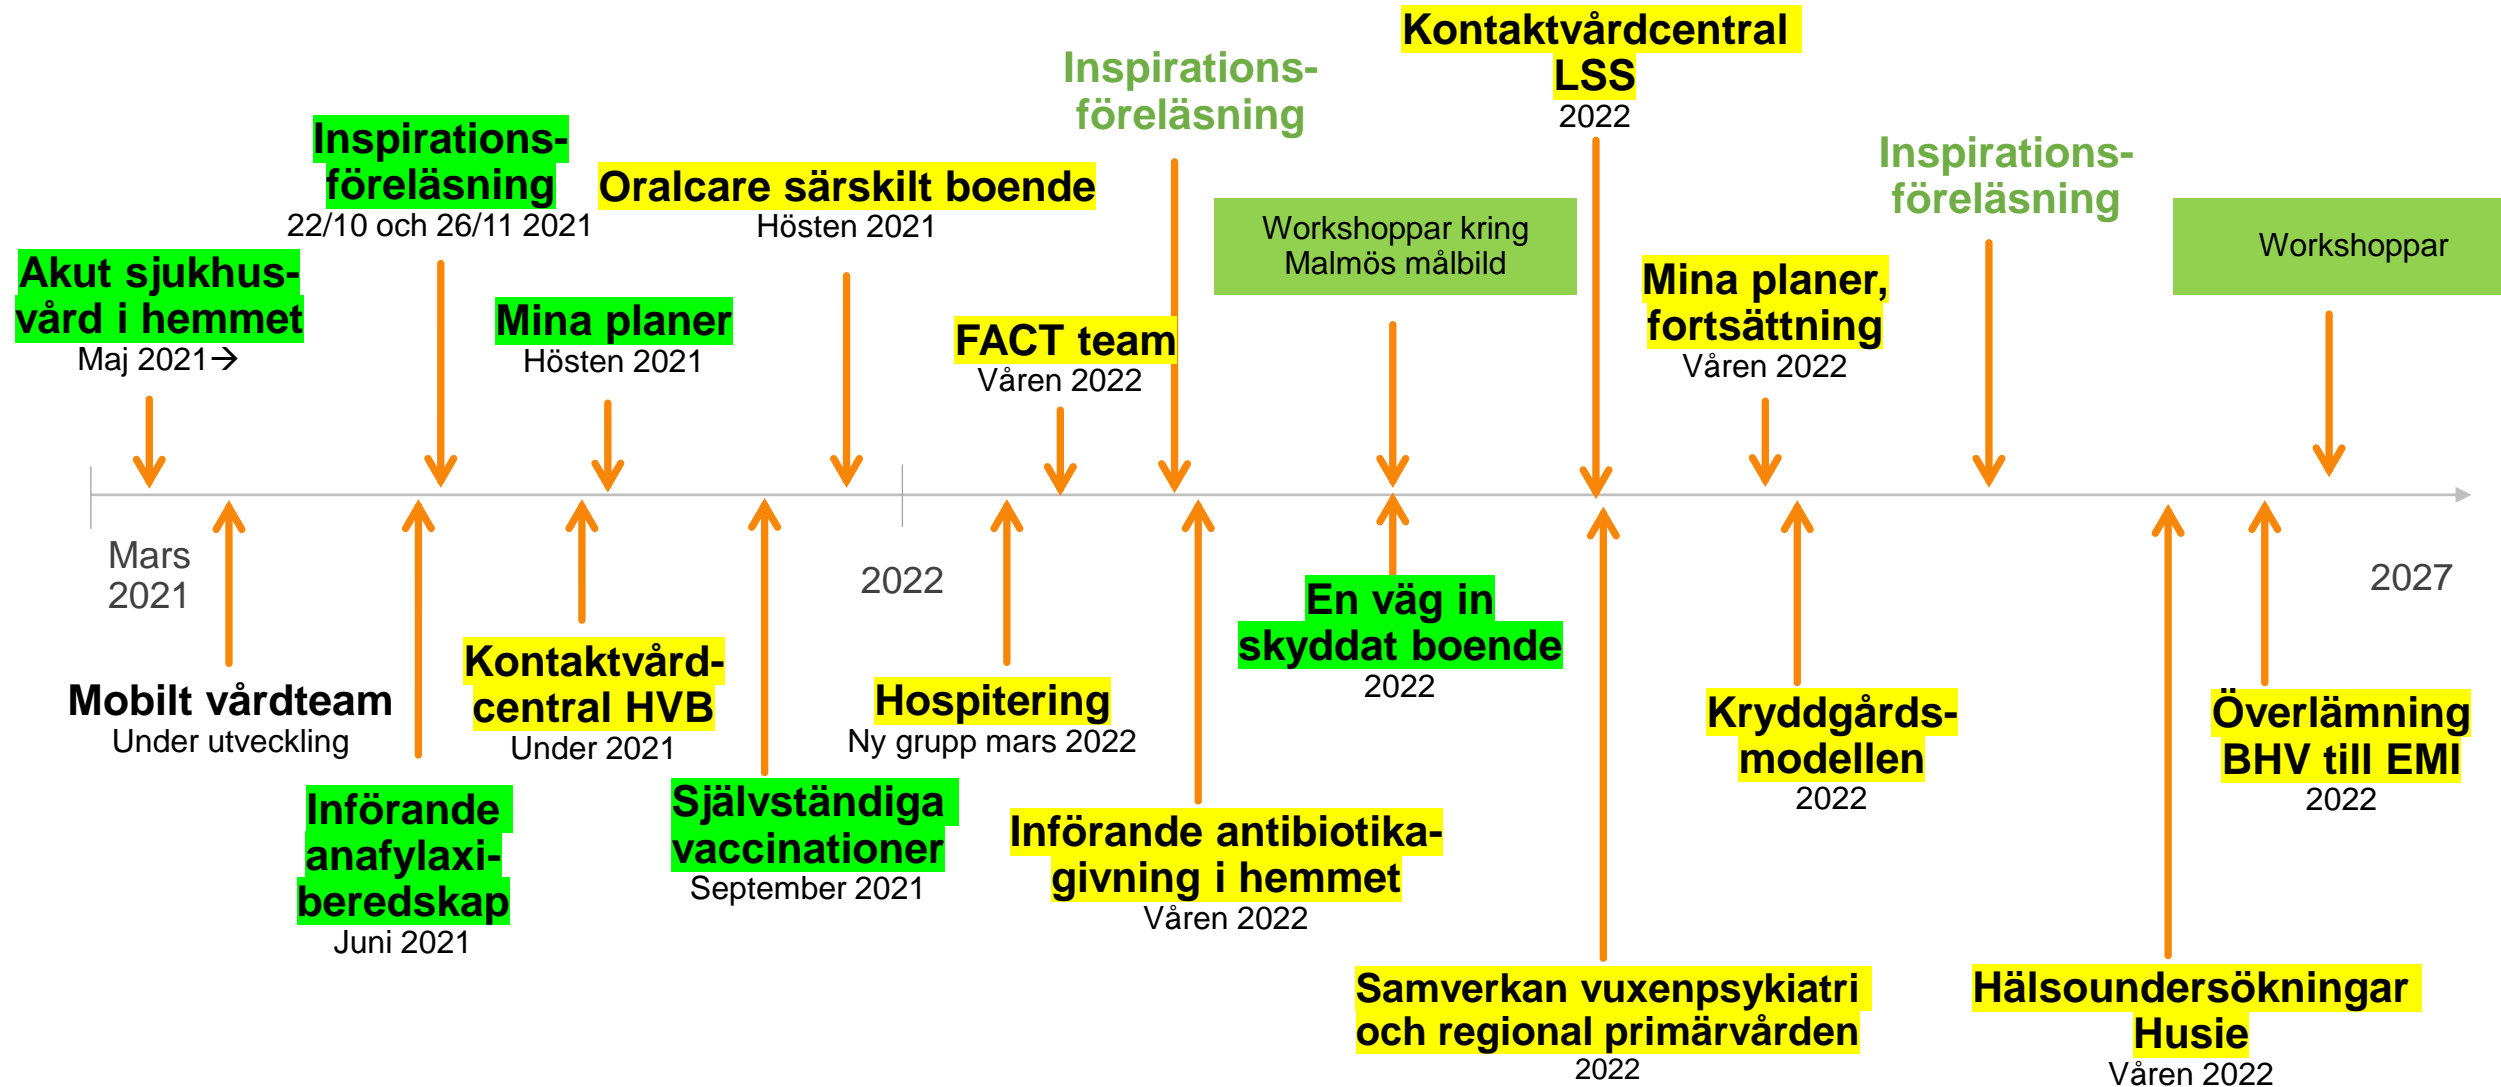 Kontaktvårdcentral
LSS
2022
Inspirations-
föreläsning
Inspirations-
föreläsning
22/10 och 26/11 2021
Oralcare särskilt boende
Hösten 2021
Inspirations-
föreläsning
Workshoppar kring
Malmös målbild
Workshoppar
Akut sjukhus-
vård i hemmet
Maj 2021→
Mina planer
Hösten 2021
FACT team
Våren 2022
Mina planer,
fortsättning
Våren 2022
Mars
2021
2022
2027
Mobilt vårdteam
Under utveckling
Införande
anafylaxi-
beredskap
Juni 2021
Kontaktvård-
central HVB
Under 2021
Självständiga
vaccinationer
September 2021
Hospitering
Ny grupp mars 2022
Införande antibiotika-
givning i hemmet
Våren 2022
En väg in
skyddat boende
2022
Samverkan vuxenpsykiatri
och regional primärvården
2022
Kryddgårds-
modellen
2022
Hälsoundersökningar
Husie
Våren 2022
Överlämning
BHV till EMI
2022